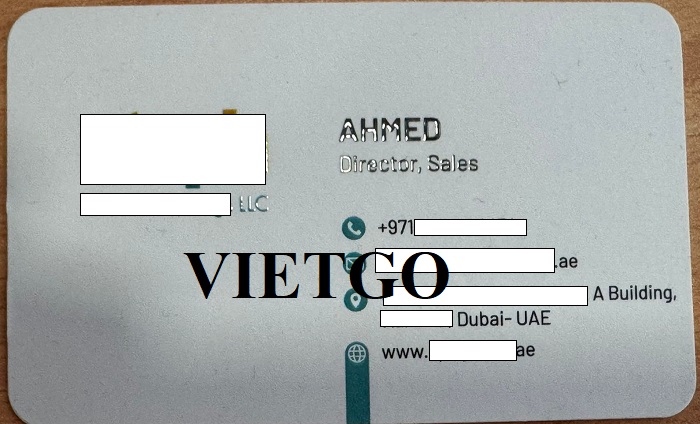 LLC
AHMED
Director, Sales
+971
VIETGO
.ae
A Building,
Dubai- UAE
www. ae